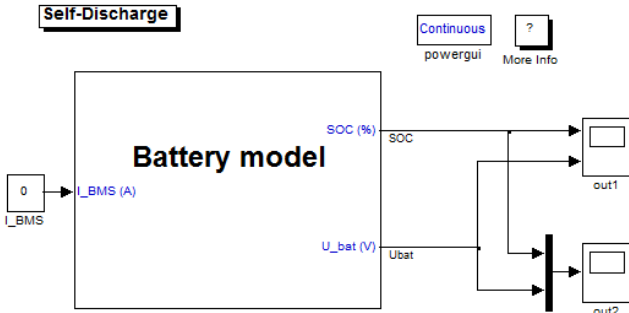 Self-Discharge
Continuous
powergui
?
More Info
Battery model
SOC (%)
SOC
0
I_BMS (A)
I_BMS
U_bat (V)
Ubat
out1
out2